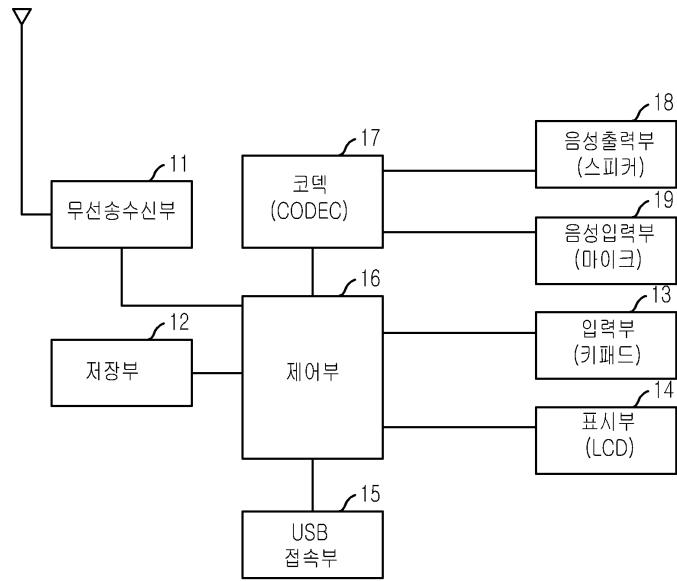 18
음성출력부
(스피커)
17
코덱
(CODEC)
11
무선송수신부
19
음성입력부
(마이크)
16
제어부
13
입력부
(키패드)
12
저장부
14
표시부
(LCD)
15
USB
접속부